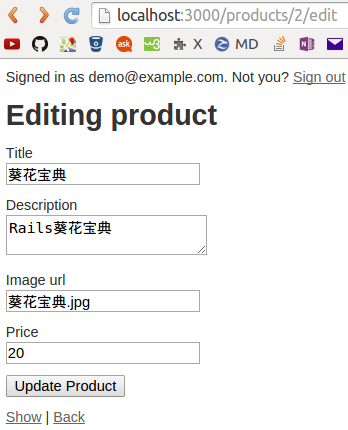 localhost:3000/products/2/edit
X MD
Signed in as demo@example.com. Not you? Sign out
Editing product
Title
葵花宝典
Description
Rails葵花宝典
Image url
葵花宝典.jpg
Price
20
Update Product
Show | Back